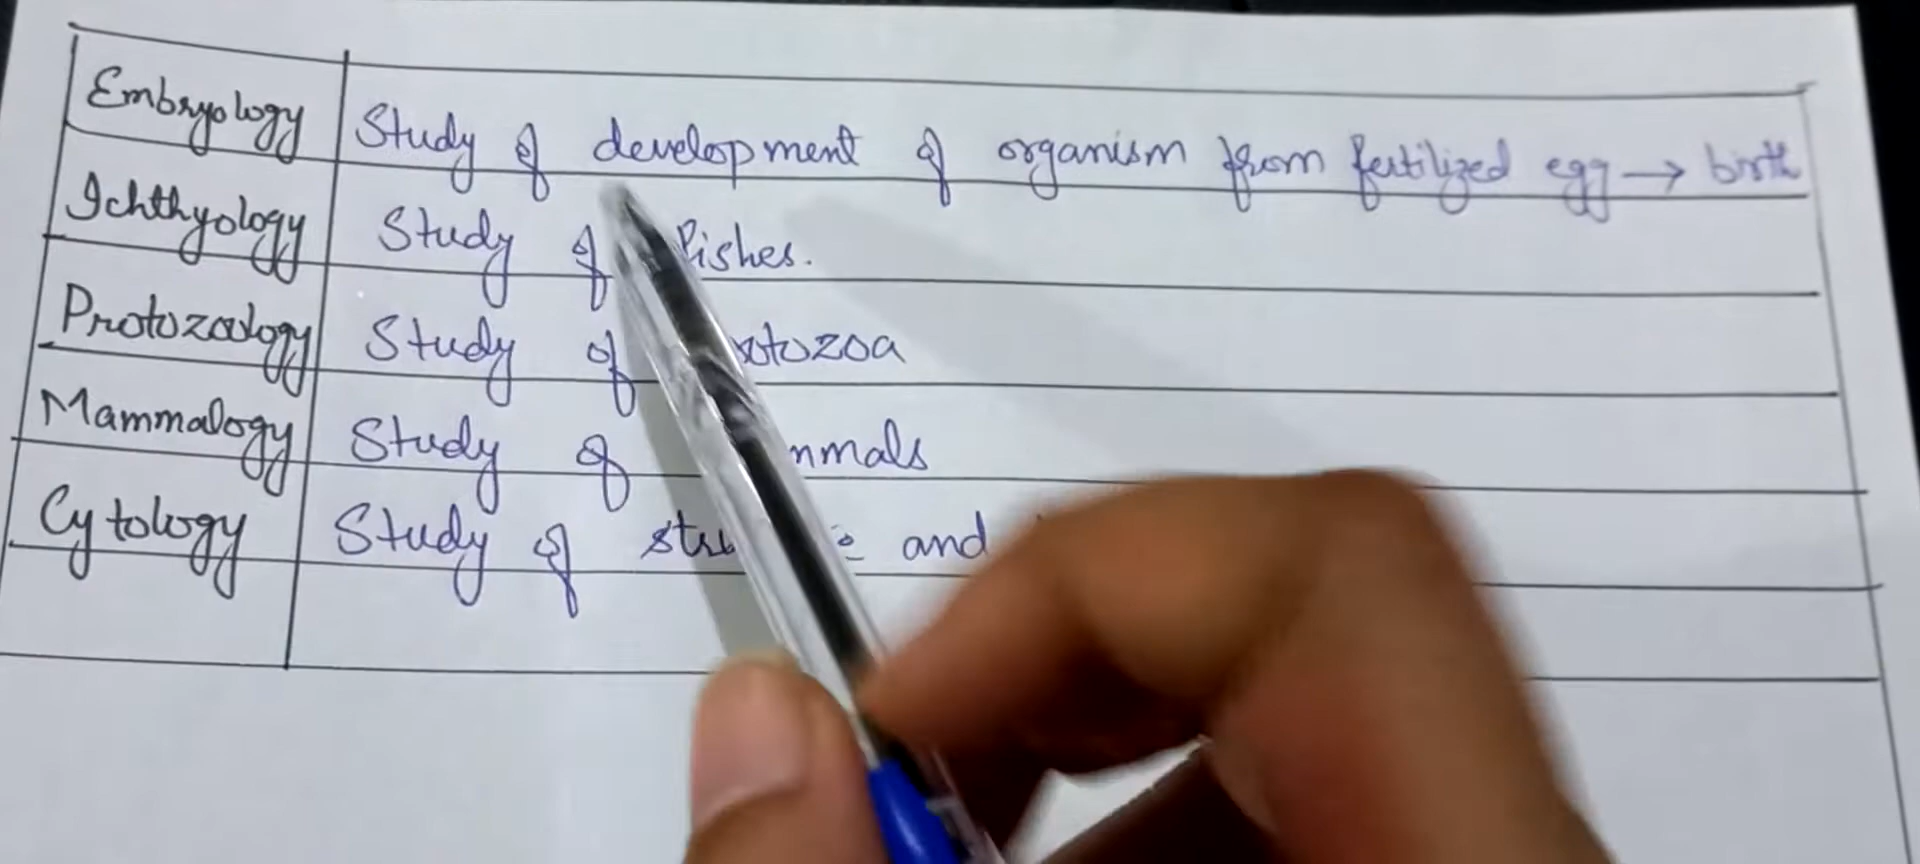 Embryology Study of development of organism from fertilized egg → birth
Ichthyology Study of fishes.
Protozoology Study of
Mammalogy Study of
Cytology Study of and